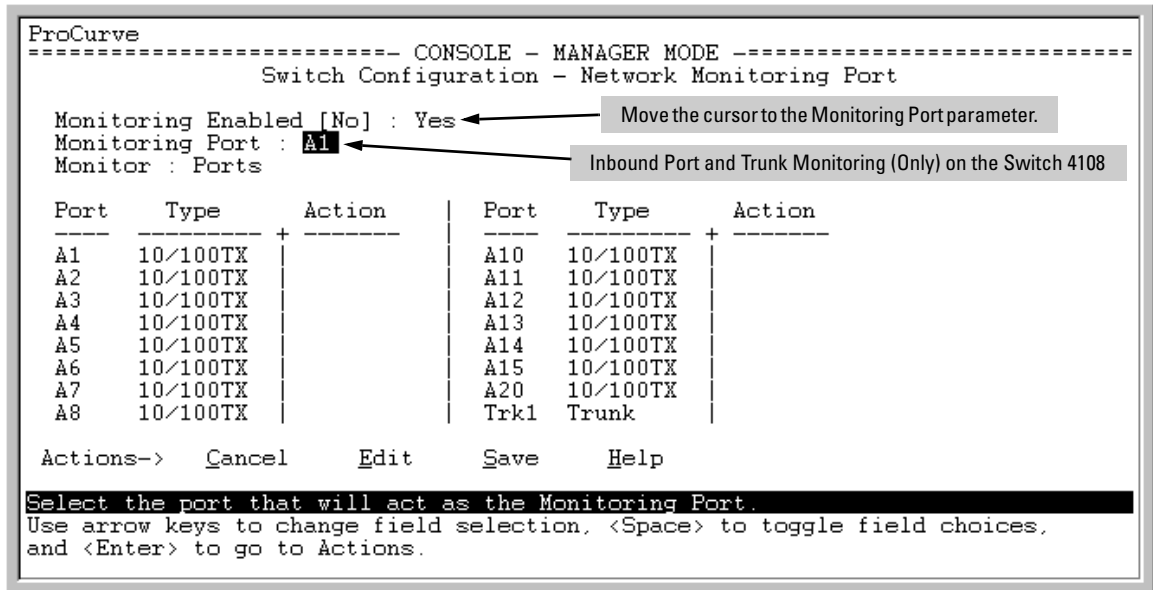 ProCurve
============================- CONSOLE - MANAGER MODE -=============================
Switch Configuration - Network Monitoring Port
Monitoring Enabled [No] : Yes
Move the cursor to the Monitoring Port parameter.
Monitoring Port : A1
Monitor : Ports
Inbound Port and Trunk Monitoring (Only) on the Switch 4108
Port Type Action | Port Type Action
---- --------- + ------- | ---- --------- + -------
A1 10/100TX | | A10 10/100TX |
A2 10/100TX | | A11 10/100TX |
A3 10/100TX | | A12 10/100TX |
A4 10/100TX | | A13 10/100TX |
A5 10/100TX | | A14 10/100TX |
A6 10/100TX | | A15 10/100TX |
A7 10/100TX | | A20 10/100TX |
A8 10/100TX | | Trk1 Trunk |
Actions-> Cancel Edit Save Help
Select the port that will act as the Monitoring Port.
Use arrow keys to change field selection, <Space> to toggle field choices,
and <Enter> to go to Actions.